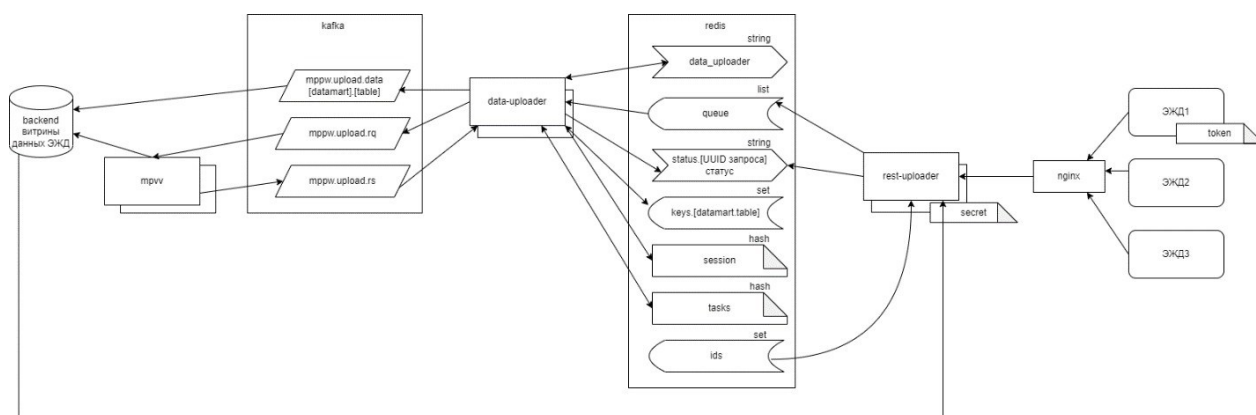 kafka
mppw.upload.data
[datamart].[table]
mppw.upload.rq
mppw.upload.rs
backend
витрины
данных ЭЖД
mpvv
data-uploader
redis
string
data_uploader
list
queue
string
status.[UUID запроса]
статус
set
keys.[datamart.table]
hash
session
hash
tasks
set
ids
rest-uploader
secret
nginx
ЭЖД1
token
ЭЖД2
ЭЖД3